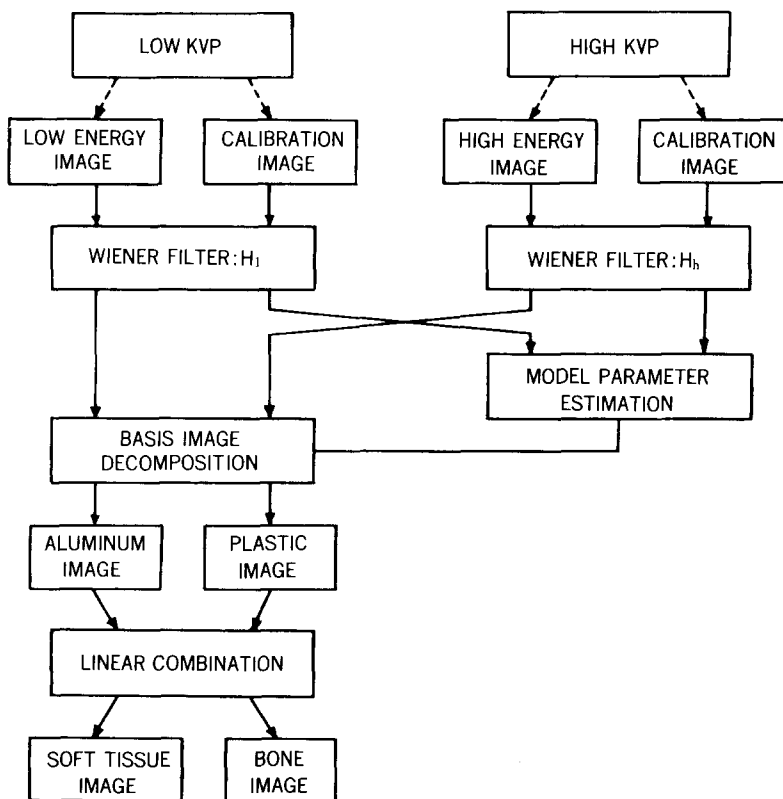 LOW KVP
HIGH KVP
LOW ENERGY
IMAGE
CALIBRATION
IMAGE
HIGH ENERGY
IMAGE
CALIBRATION
IMAGE
WIENER FILTER: Hl
WIENER FILTER: Hh
MODEL PARAMETER
ESTIMATION
BASIS IMAGE
DECOMPOSITION
ALUMINUM
IMAGE
PLASTIC
IMAGE
LINEAR COMBINATION
SOFT TISSUE
IMAGE
BONE
IMAGE